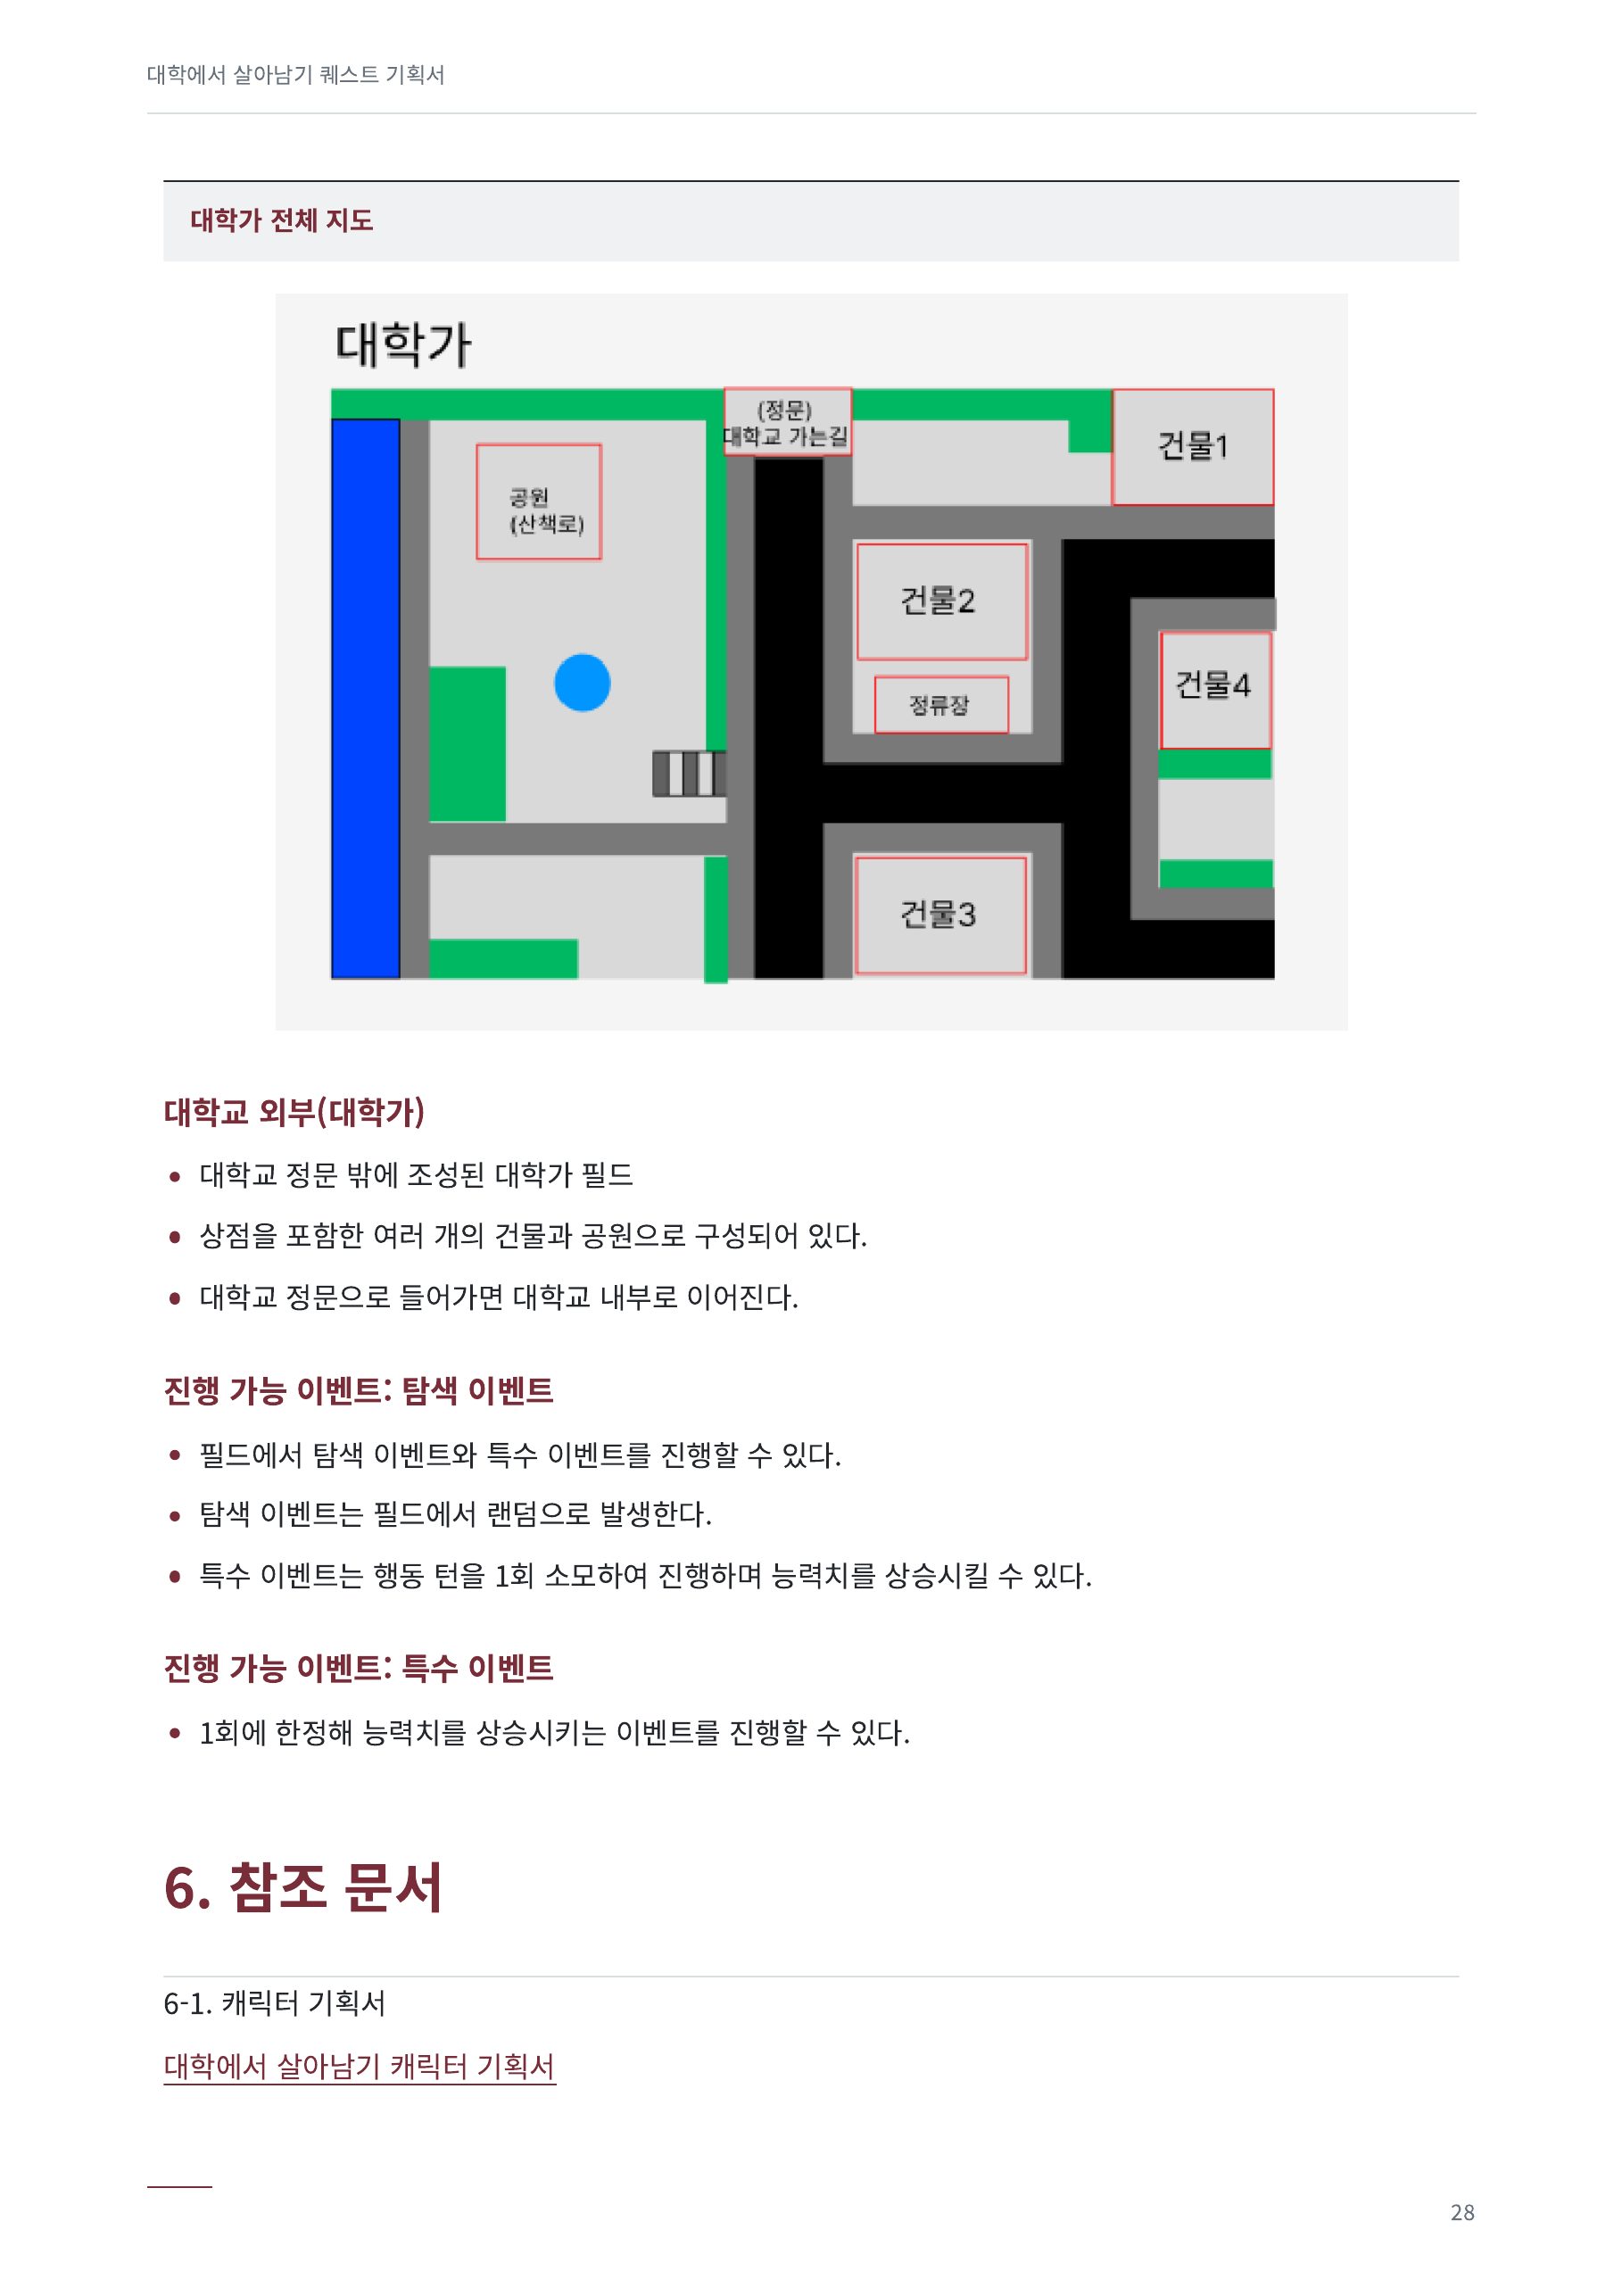 대학에서 살아남기 퀘스트 기획서
대학가 전체 지도
대학가
(정문)
대학교 가는길
건물1
공원
(산책로)
건물2
건물4
정류장
건물3
대학교 외부(대학가)
• 대학교 정문 밖에 조성된 대학가 필드
• 상점을 포함한 여러 개의 건물과 공원으로 구성되어 있다.
• 대학교 정문으로 들어가면 대학교 내부로 이어진다.
진행 가능 이벤트: 탐색 이벤트
• 필드에서 탐색 이벤트와 특수 이벤트를 진행할 수 있다.
• 탐색 이벤트는 필드에서 랜덤으로 발생한다.
• 특수 이벤트는 행동 턴을 1회 소모하여 진행하며 능력치를 상승시킬 수 있다.
진행 가능 이벤트: 특수 이벤트
• 1회에 한정해 능력치를 상승시키는 이벤트를 진행할 수 있다.
6. 참조 문서
6-1. 캐릭터 기획서
대학에서 살아남기 캐릭터 기획서
28